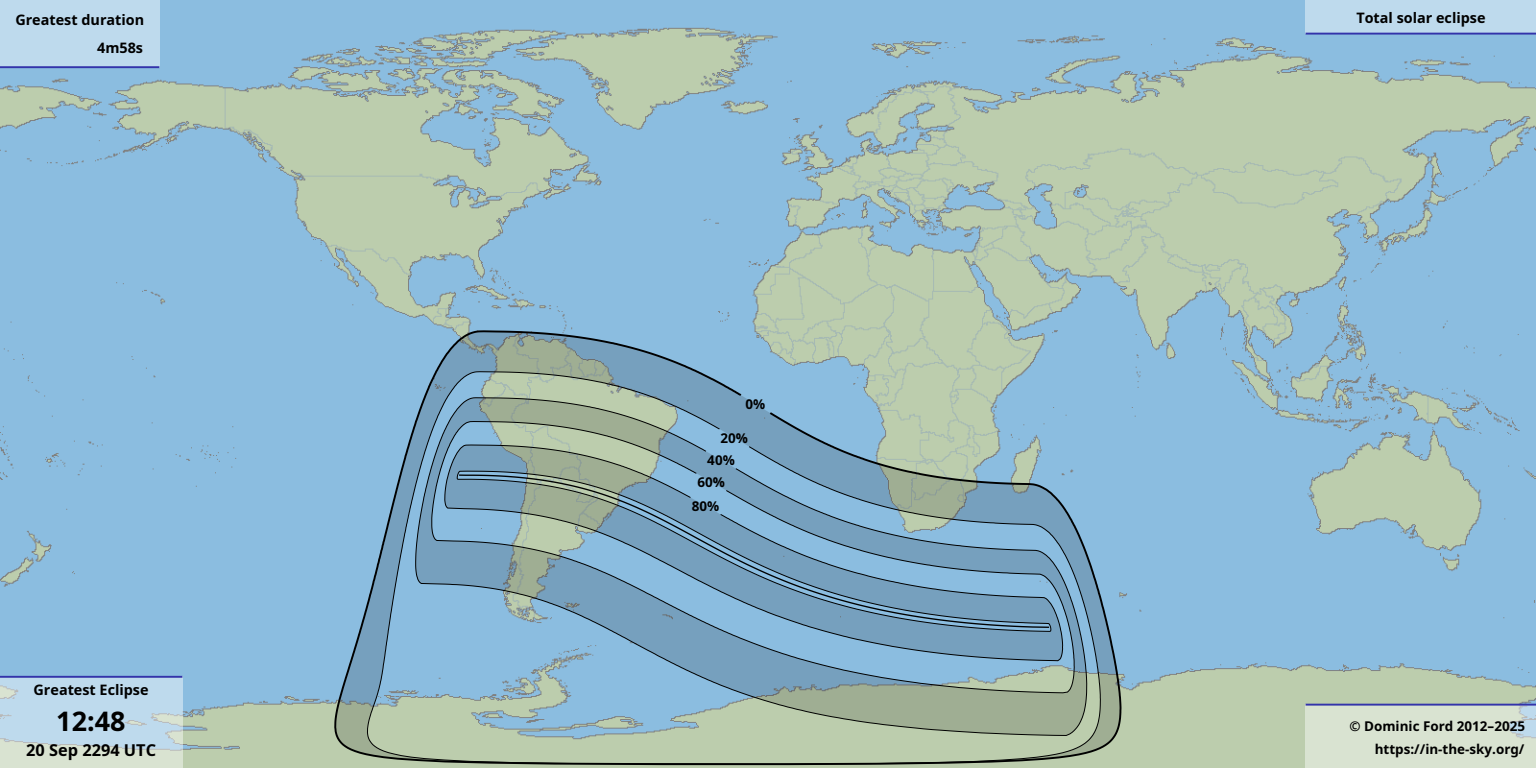 Greatest duration
4m58s
Total solar eclipse
0%
20%
40%
60%
80%
Greatest Eclipse
12:48
20 Sep 2294 UTC
© Dominic Ford 2012–2025
https://in-the-sky.org/